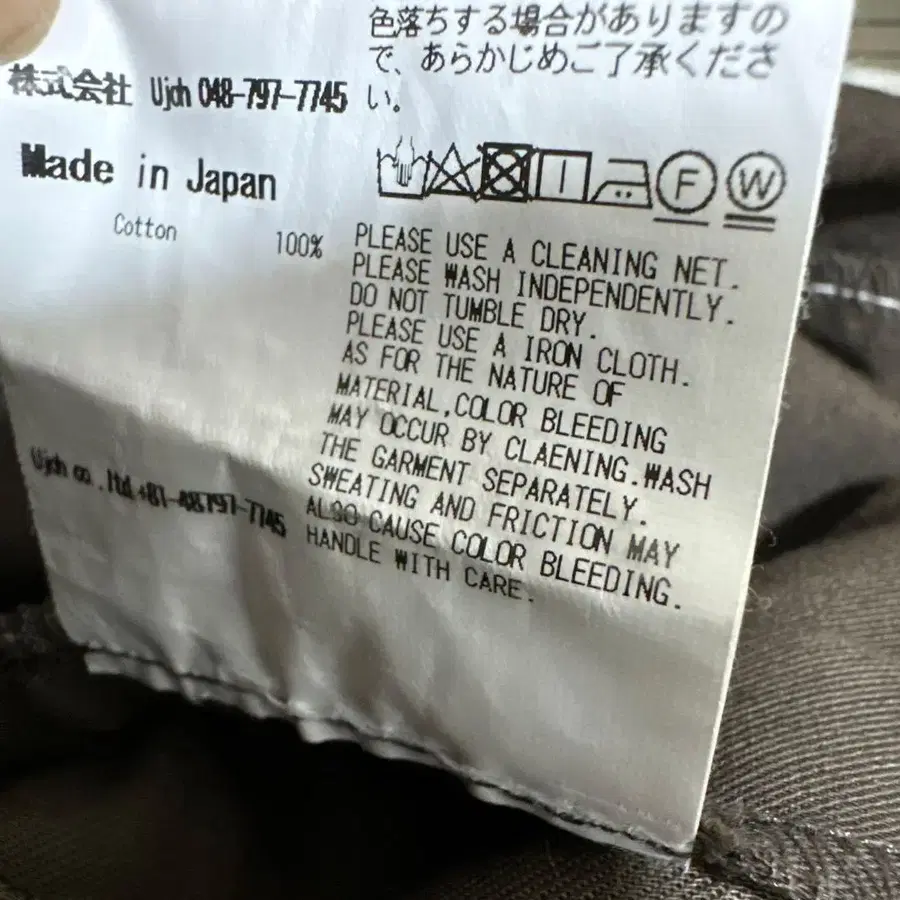 色落ちする場合がありますの
で、あらかじめご了承くださ
い。
株式会社 Ujoh 048-797-7745
Made in Japan
Cotton 100%
F W
PLEASE USE A CLEANING NET.
PLEASE WASH INDEPENDENTLY.
DO NOT TUMBLE DRY.
PLEASE USE A IRON CLOTH.
AS FOR THE NATURE OF
MATERIAL,COLOR BLEEDING
MAY OCCUR BY CLAENING.WASH
THE GARMENT SEPARATELY.
SWEATING AND FRICTION MAY
ALSO CAUSE COLOR BLEEDING.
HANDLE WITH CARE.
Ujoh co.,ltd.+81-48797-7745